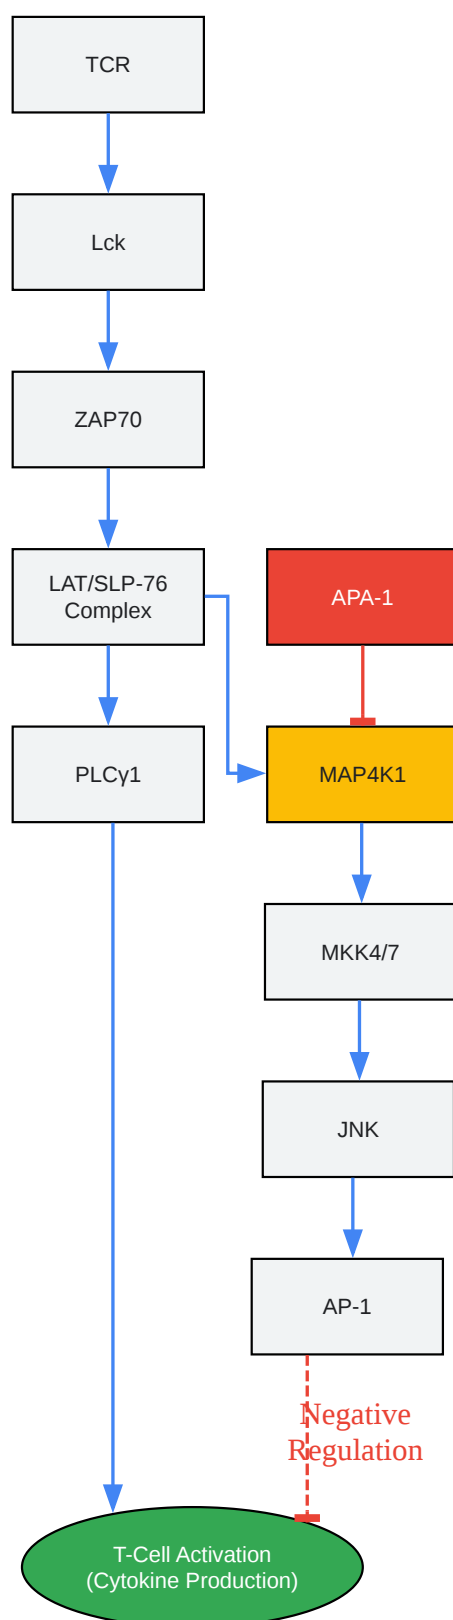 TCR
Lck
ZAP70
LAT/SLP-76
Complex
APA-1
PLCγ1
MAP4K1
MKK4/7
JNK
AP-1
Negative
Regulation
T-Cell Activation
(Cytokine Production)